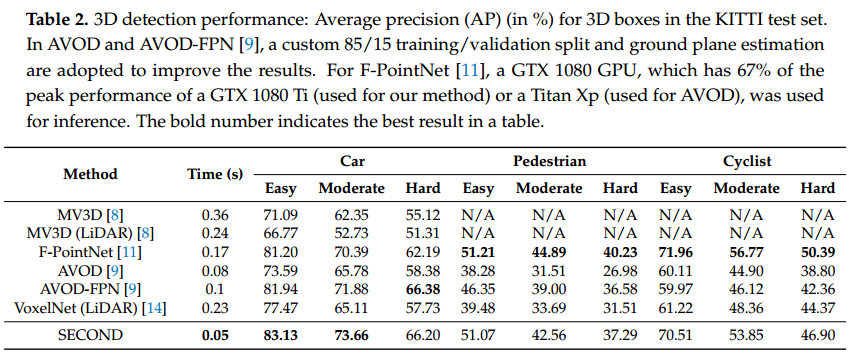 Table 2. 3D detection performance: Average precision (AP) (in %) for 3D boxes in the KITTI test set.
In AVOD and AVOD-FPN [9], a custom 85/15 training/validation split and ground plane estimation
are adopted to improve the results. For F-PointNet [11], a GTX 1080 GPU, which has 67% of the
peak performance of a GTX 1080 Ti (used for our method) or a Titan Xp (used for AVOD), was used
for inference. The bold number indicates the best result in a table.
Method Time (s) Car Pedestrian Cyclist
Easy Moderate Hard Easy Moderate Hard Easy Moderate Hard
MV3D [8] 0.36 71.09 62.35 55.12 N/A N/A N/A N/A N/A N/A
MV3D (LiDAR) [8] 0.24 66.77 52.73 51.31 N/A N/A N/A N/A N/A N/A
F-PointNet [11] 0.17 81.20 70.39 62.19 51.21 44.89 40.23 71.96 56.77 50.39
AVOD [9] 0.08 73.59 65.78 58.38 38.28 31.51 26.98 60.11 44.90 38.80
AVOD-FPN [9] 0.1 81.94 71.88 66.38 46.35 39.00 36.58 59.97 46.12 42.36
VoxelNet (LiDAR) [14] 0.23 77.47 65.11 57.73 39.48 33.69 31.51 61.22 48.36 44.37
SECOND 0.05 83.13 73.66 66.20 51.07 42.56 37.29 70.51 53.85 46.90